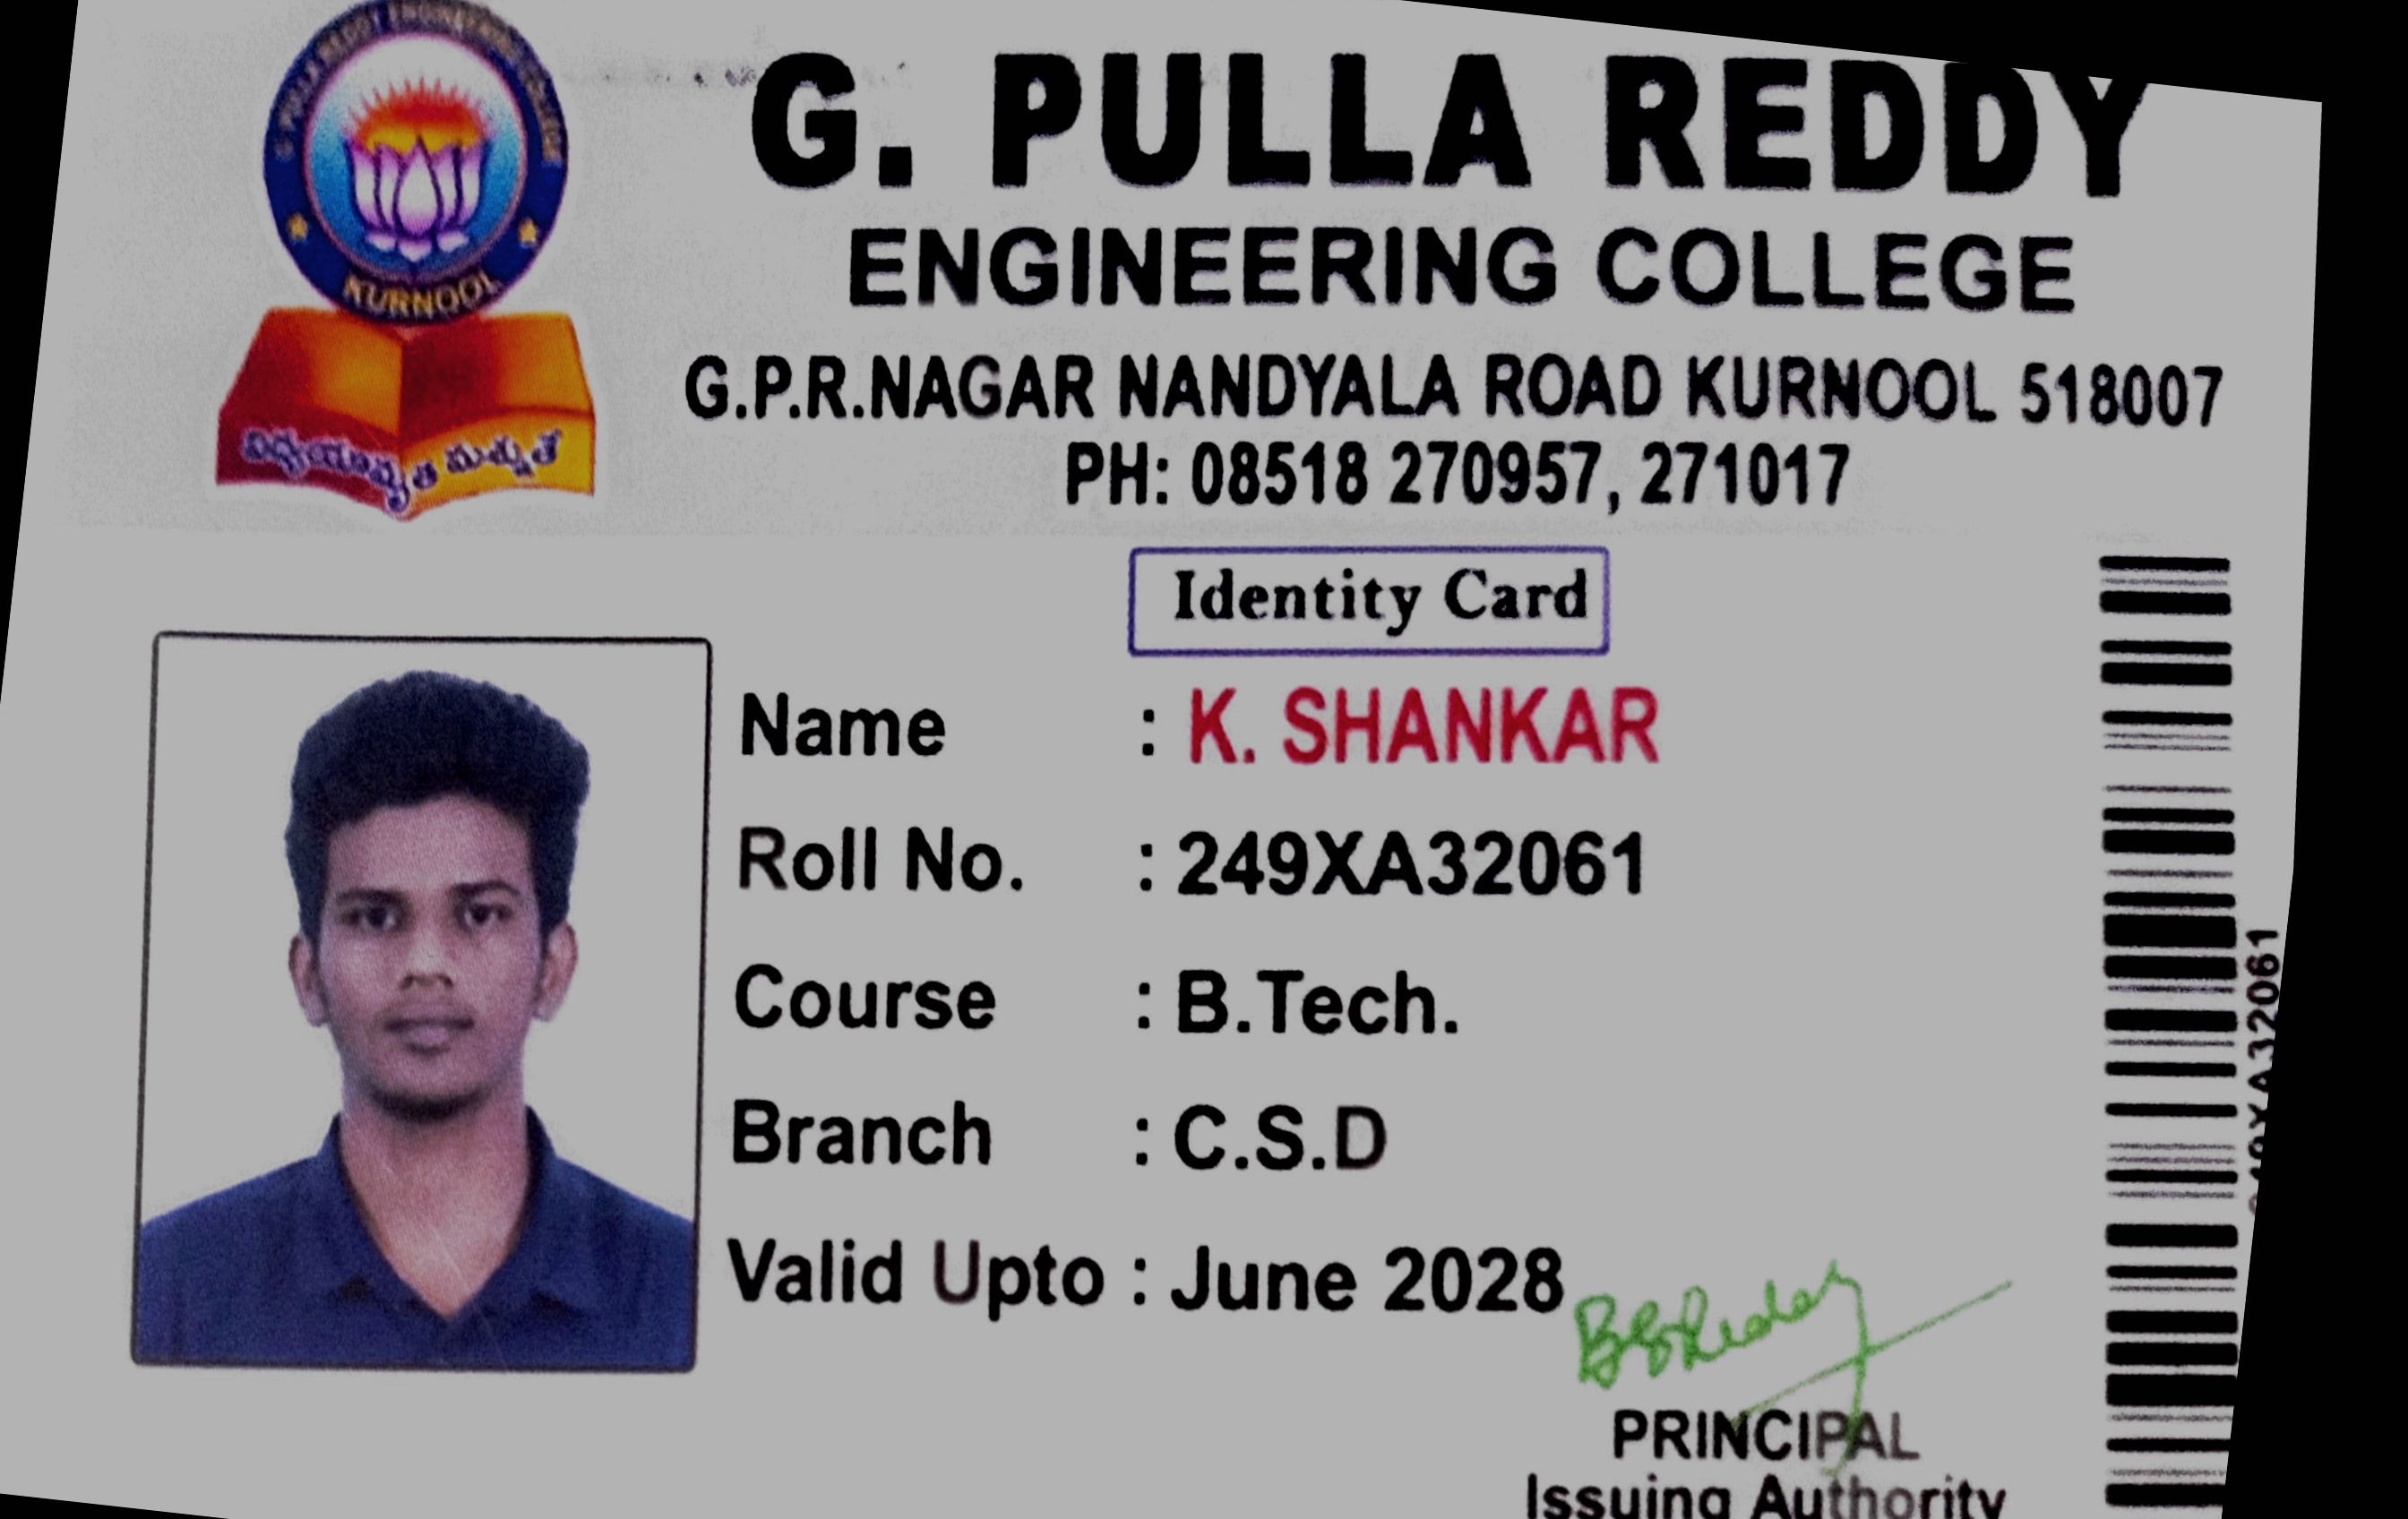 G PULLA REDDY ENGINEERING COLLEGE
KURNOOL
G. PULLA REDDY
ENGINEERING COLLEGE
G.P.R.NAGAR NANDYALA ROAD KURNOOL 518007
PH: 08518 270957, 271017
Identity Card
Name : K. SHANKAR
Roll No. : 249XA32061
Course : B.Tech.
Branch : C.S.D
Valid Upto : June 2028
249XA32061
PRINCIPAL
Issuing Authority